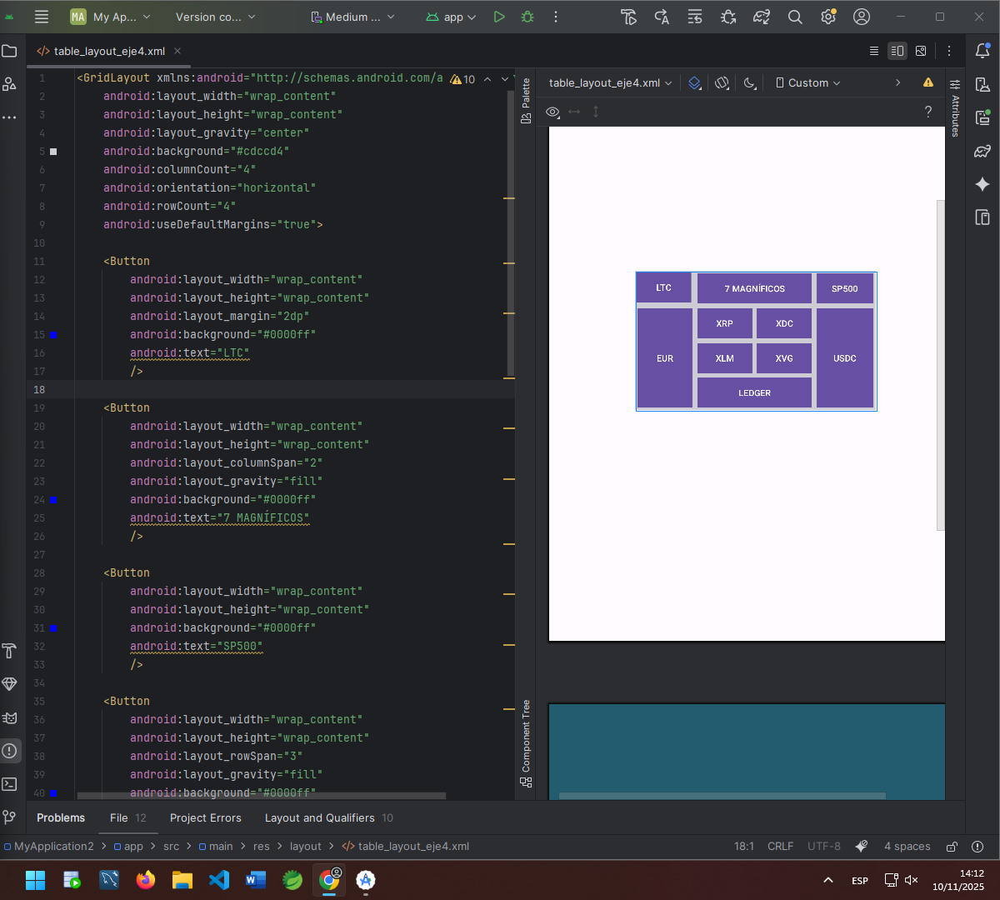 MA My Ap... Version co... Medium ... app
table_layout_eje4.xml
1 <GridLayout xmlns:android="http://schemas.android.com/a 10
2 android:layout_width="wrap_content"
3 android:layout_height="wrap_content"
4 android:layout_gravity="center"
5 android:background="#cdccd4"
6 android:columnCount="4"
7 android:orientation="horizontal"
8 android:rowCount="4"
9 android:useDefaultMargins="true">
10
11 <Button
12 android:layout_width="wrap_content"
13 android:layout_height="wrap_content"
14 android:layout_margin="2dp"
15 android:background="#0000ff"
16 android:text="LTC"
17 />
18
19 <Button
20 android:layout_width="wrap_content"
21 android:layout_height="wrap_content"
22 android:layout_columnSpan="2"
23 android:layout_gravity="fill"
24 android:background="#0000ff"
25 android:text="7 MAGNÍFICOS"
26 />
27
28 <Button
29 android:layout_width="wrap_content"
30 android:layout_height="wrap_content"
31 android:background="#0000ff"
32 android:text="SP500"
33 />
34
35 <Button
36 android:layout_width="wrap_content"
37 android:layout_height="wrap_content"
38 android:layout_rowSpan="3"
39 android:layout_gravity="fill"
40 android:background="#0000ff"
Palette
Component Tree
table_layout_eje4.xml Custom
?
Attributes
LTC 7 MAGNÍFICOS SP500
XRP XDC
EUR XLM XVG USDC
LEDGER
Problems File 12 Project Errors Layout and Qualifiers 10
MyApplication2 > app > src > main > res > layout > </> table_layout_eje4.xml 18:1 CRLF UTF-8 4 spaces
ESP
14:12
10/11/2025